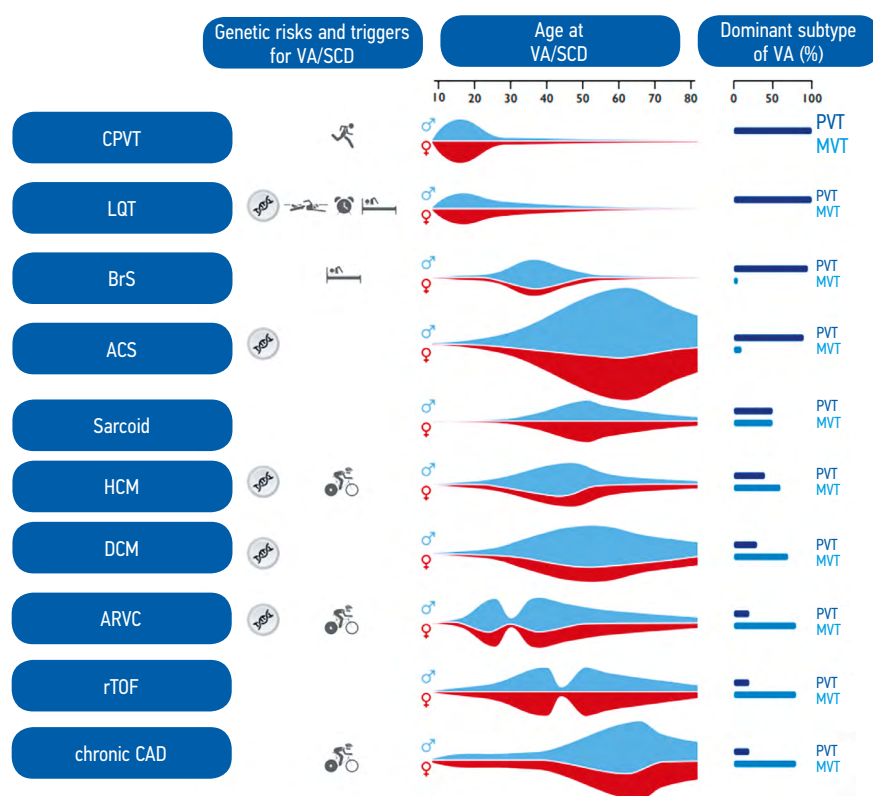 Genetic risks and triggers
for VA/SCD
Age at
VA/SCD
Dominant subtype
of VA (%)
10 20 30 40 50 60 70 80
0 50 100
CPVT
♂
♀
PVT
MVT
LQT
♂
♀
PVT
MVT
BrS
♂
♀
PVT
MVT
ACS
♂
♀
PVT
MVT
Sarcoid
♂
♀
PVT
MVT
HCM
♂
♀
PVT
MVT
DCM
♂
♀
PVT
MVT
ARVC
♂
♀
PVT
MVT
rTOF
♂
♀
PVT
MVT
chronic CAD
♂
♀
PVT
MVT